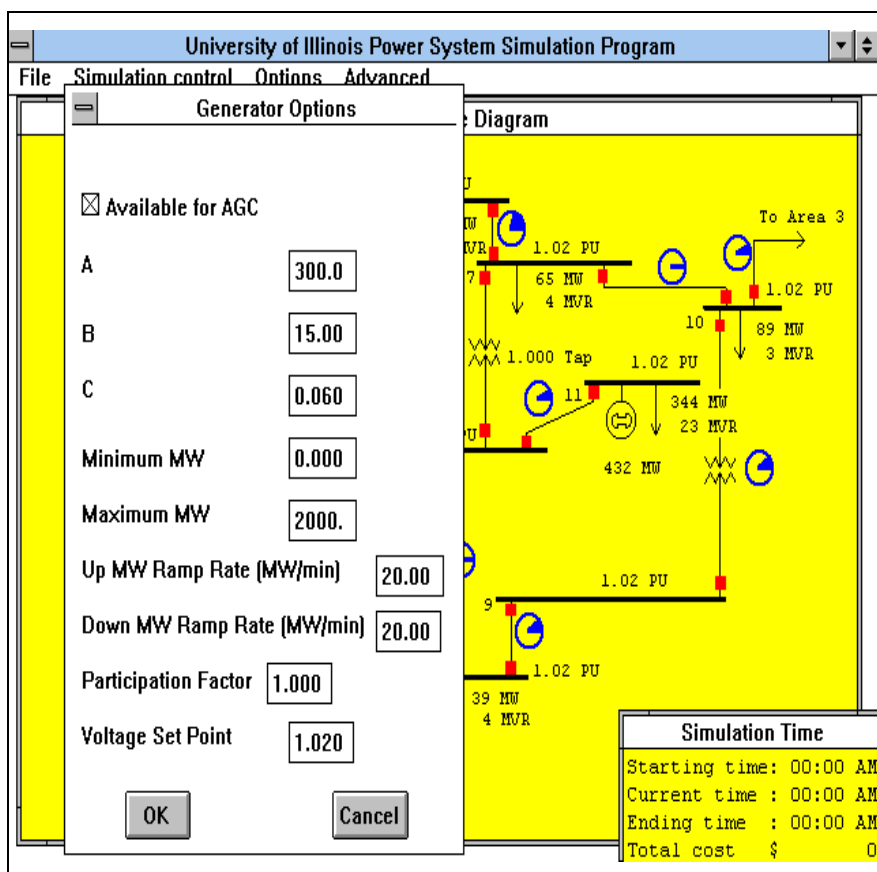 University of Illinois Power System Simulation Program
File Simulation control Options Advanced
Generator Options
Diagram
Available for AGC
A 300.0
B 15.00
C 0.060
Minimum MW 0.000
Maximum MW 2000.
Up MW Ramp Rate (MW/min) 20.00
Down MW Ramp Rate (MW/min) 20.00
Participation Factor 1.000
Voltage Set Point 1.020
OK Cancel
To Area 3
1.02 PU
7
65 MW
4 MVR
1.02 PU
10
89 MW
3 MVR
1.000 Tap
1.02 PU
11
344 MW
23 MVR
432 MW
1.02 PU
9
1.02 PU
39 MW
4 MVR
Simulation Time
Starting time: 00:00 AM
Current time : 00:00 AM
Ending time : 00:00 AM
Total cost $ 0